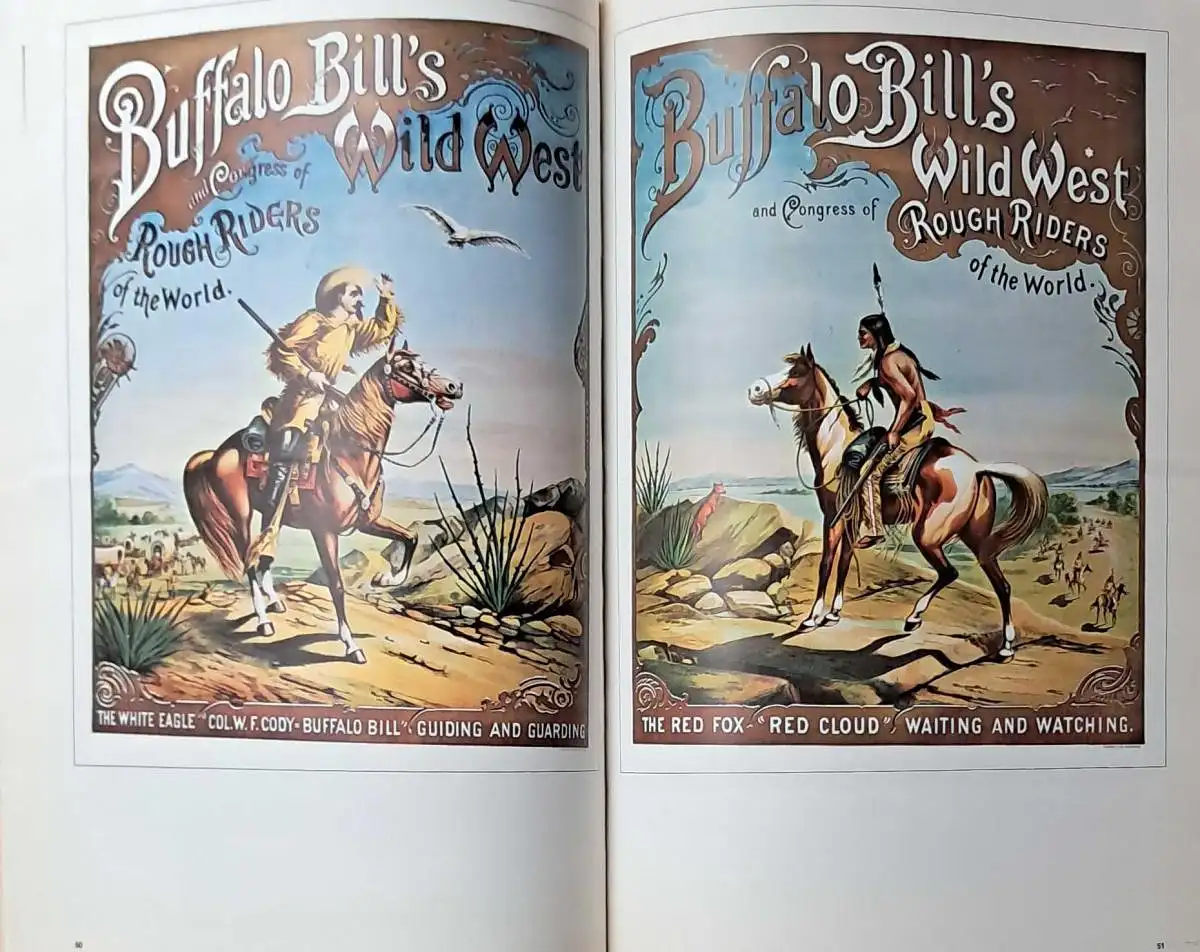 Buffalo Bill's
Wild West
and Congress of
Rough Riders
of the World.
THE WHITE EAGLE - COL. W. F. CODY = BUFFALO BILL", GUIDING AND GUARDING
50
Buffalo Bill's
Wild West
and Congress of
Rough Riders
of the World.
THE RED FOX - "RED CLOUD", WAITING AND WATCHING.
51